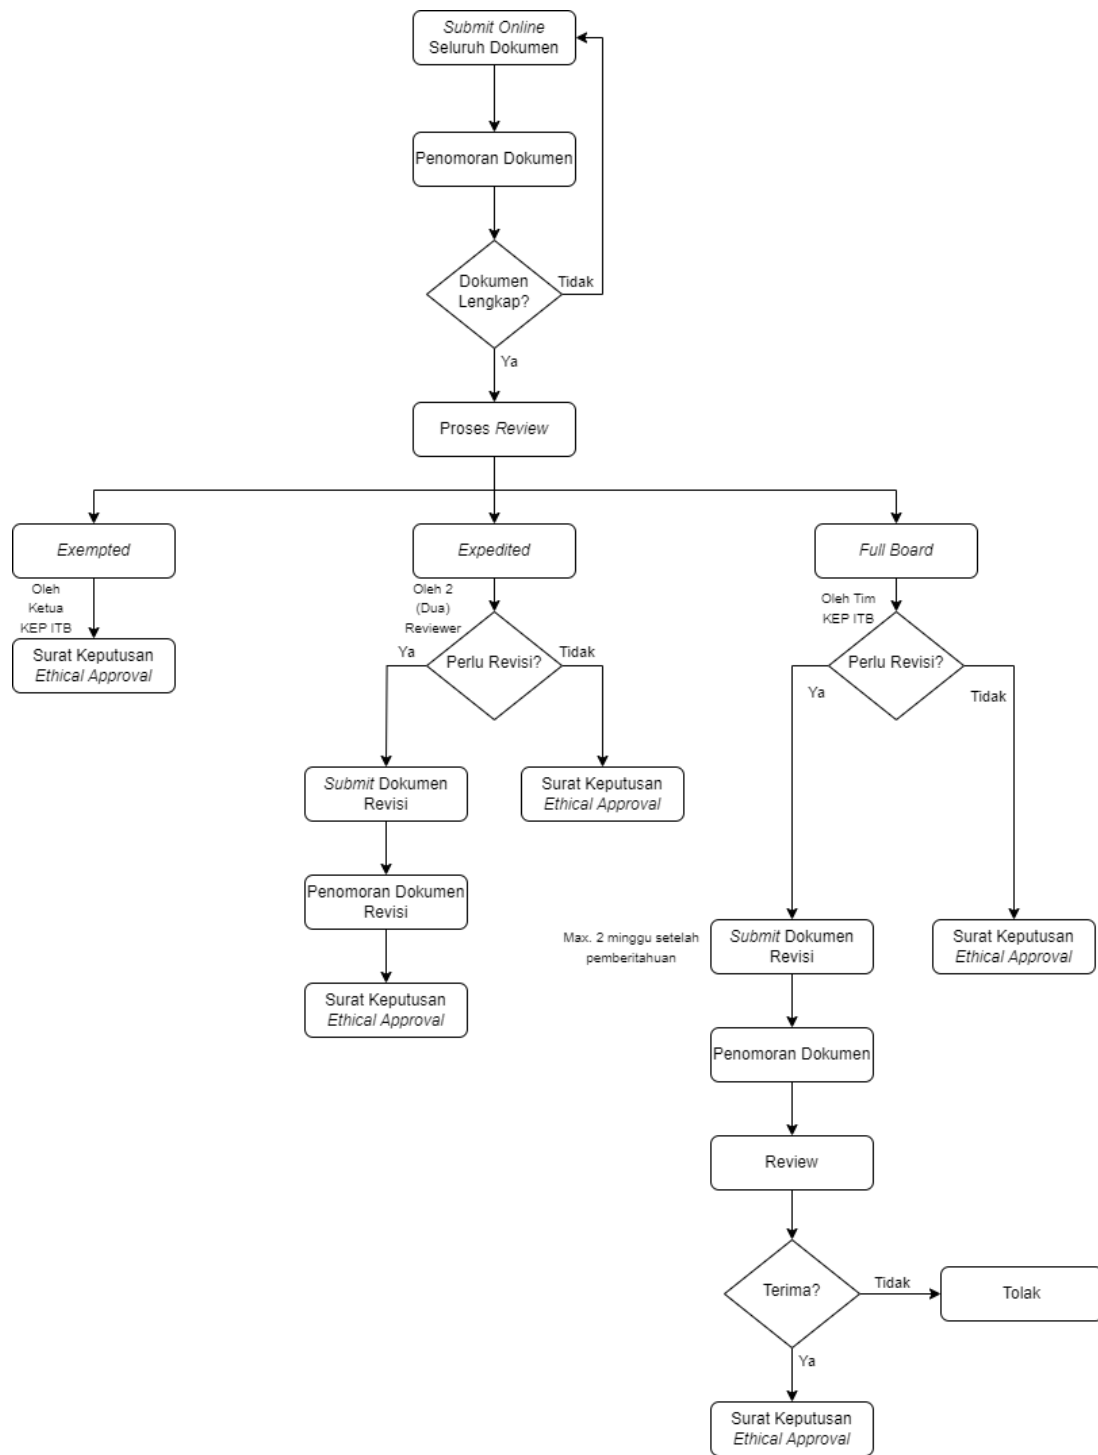 Submit Online
Seluruh Dokumen
Penomoran Dokumen
Dokumen
Lengkap?
Tidak
Ya
Proses Review
Exempted
Expedited
Full Board
Oleh
Ketua
KEP ITB
Oleh 2
(Dua)
Reviewer
Oleh Tim
KEP ITB
Surat Keputusan
Ethical Approval
Ya
Perlu Revisi?
Tidak
Perlu Revisi?
Ya
Tidak
Submit Dokumen
Revisi
Surat Keputusan
Ethical Approval
Penomoran Dokumen
Revisi
Surat Keputusan
Ethical Approval
Max. 2 minggu setelah
pemberitahuan
Submit Dokumen
Revisi
Surat Keputusan
Ethical Approval
Penomoran Dokumen
Review
Terima?
Tidak
Tolak
Ya
Surat Keputusan
Ethical Approval